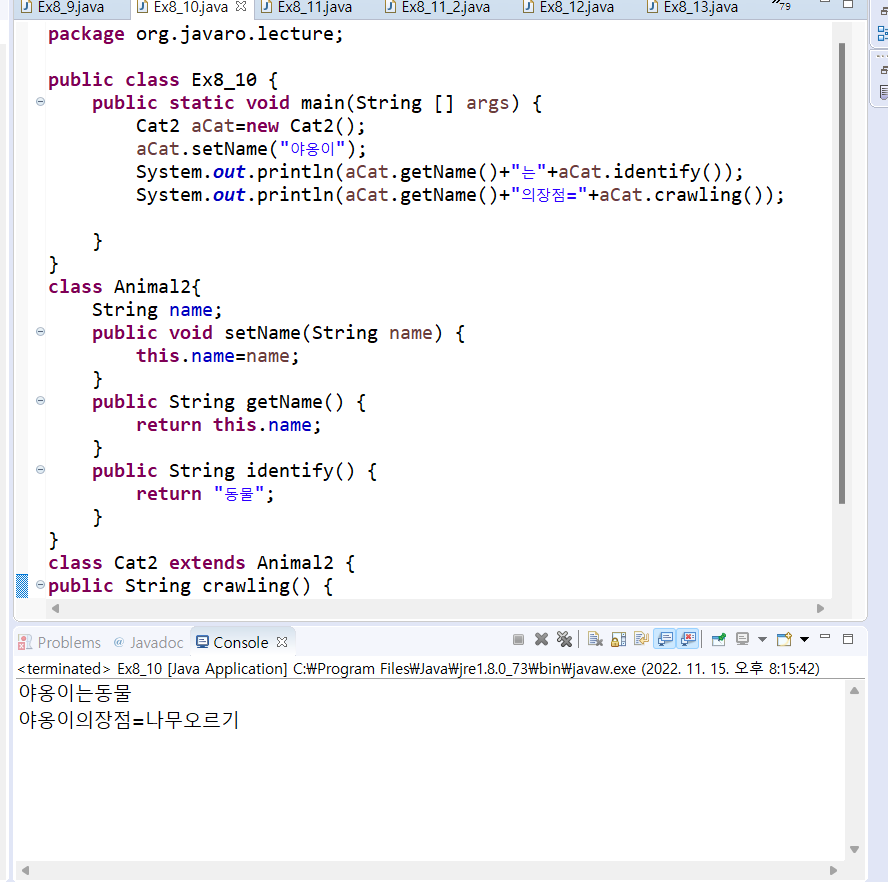 Ex8_9.java Ex8_10.java Ex8_11.java Ex8_11_2.java Ex8_12.java Ex8_13.java 79
package org.javaro.lecture;
public class Ex8_10 {
public static void main(String [] args) {
Cat2 aCat=new Cat2();
aCat.setName("야옹이");
System.out.println(aCat.getName()+"는"+aCat.identify());
System.out.println(aCat.getName()+"의장점="+aCat.crawling());
}
}
class Animal2{
String name;
public void setName(String name) {
this.name=name;
}
public String getName() {
return this.name;
}
public String identify() {
return "동물";
}
}
class Cat2 extends Animal2 {
public String crawling() {
Problems @ Javadoc Console
<terminated> Ex8_10 [Java Application] C:₩Program Files₩Java₩jre1.8.0_73₩bin₩javaw.exe (2022. 11. 15. 오후 8:15:42)
야옹이는동물
야옹이의장점=나무오르기